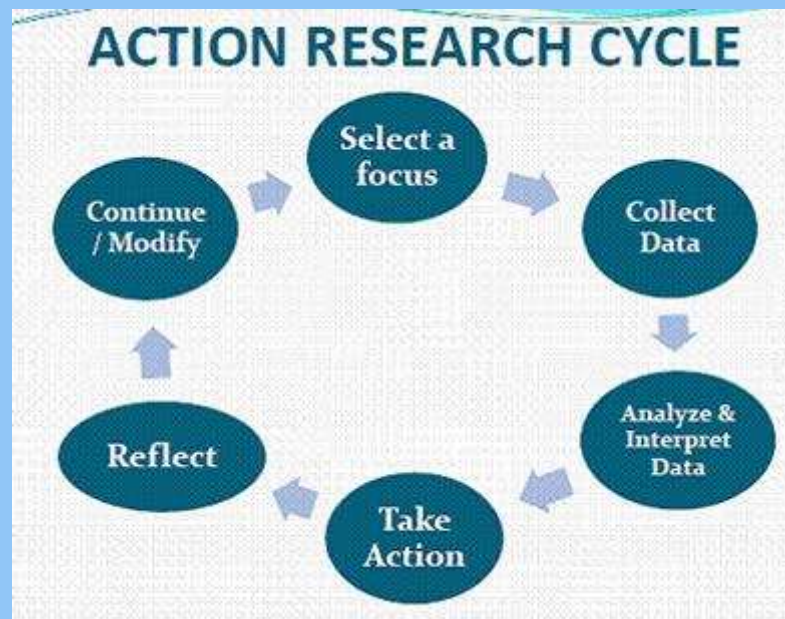 ACTION RESEARCH CYCLE
Select a
focus
Collect
Data
Analyze &
Interpret
Data
Take
Action
Reflect
Continue
/ Modify